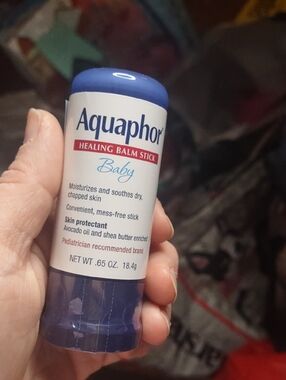 Aquaphor
HEALING BALM STICK
Baby
Moisturizes and soothes dry,
chapped skin
Convenient, mess-free stick
Skin protectant
Avocado oil and shea butter enriched
Pediatrician recommended brand
NET WT .65 OZ. 18.4g